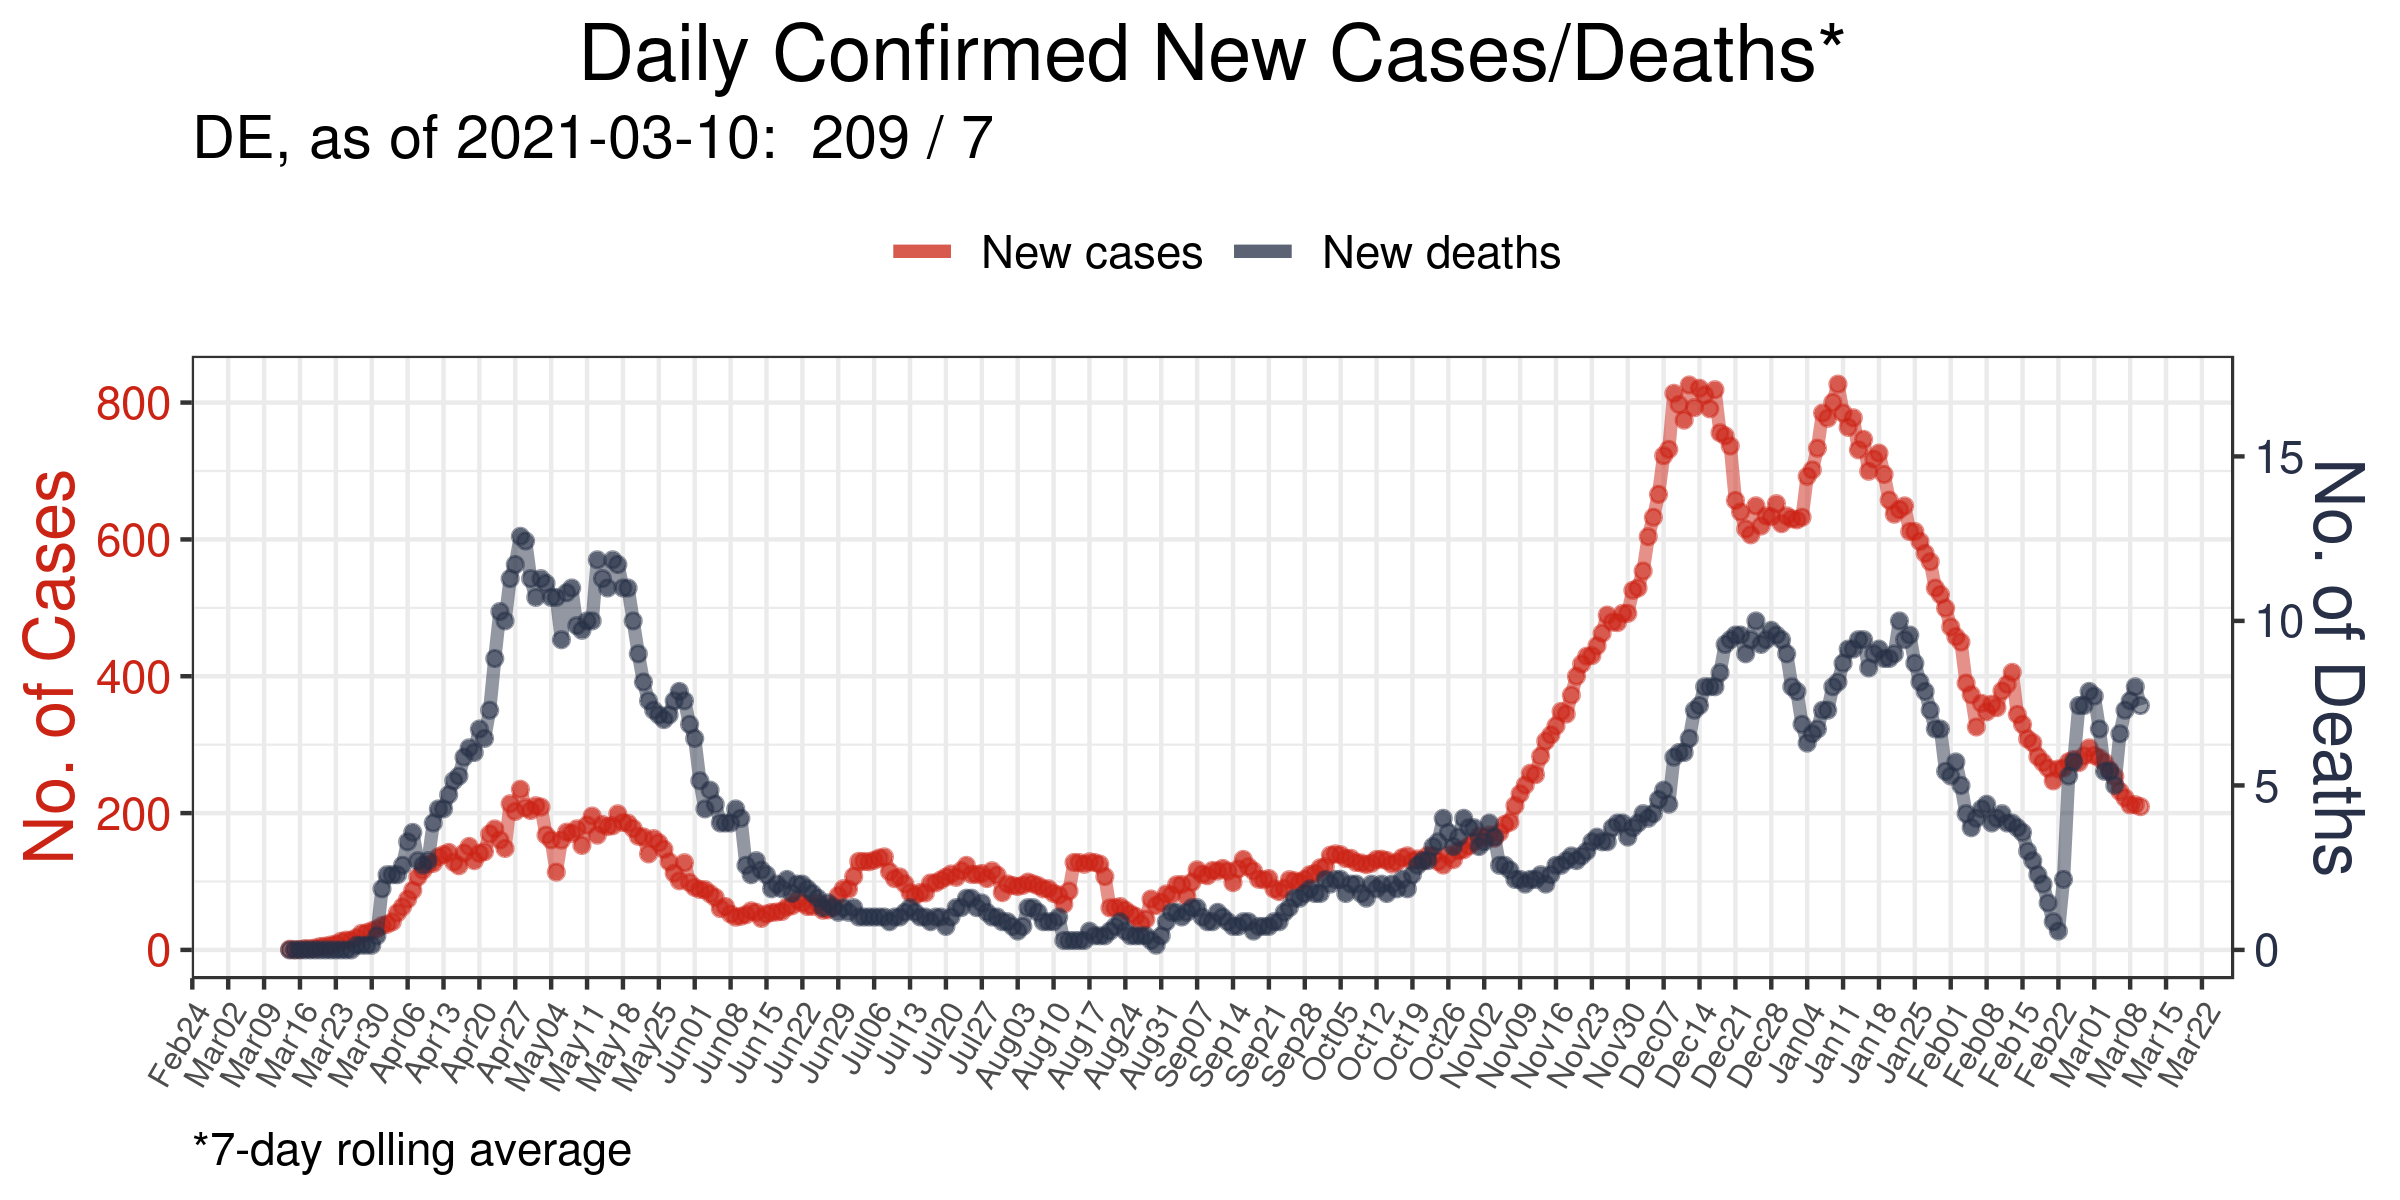 Daily Confirmed New Cases/Deaths*
DE, as of 2021-03-10:  209 / 7
New cases
New deaths
No. of Cases
800
600
400
200
0
No. of Deaths
15
10
5
0
Feb24
Mar02
Mar09
Mar16
Mar23
Mar30
Apr06
Apr13
Apr20
Apr27
May04
May11
May18
May25
Jun01
Jun08
Jun15
Jun22
Jun29
Jul06
Jul13
Jul20
Jul27
Aug03
Aug10
Aug17
Aug24
Aug31
Sep07
Sep14
Sep21
Sep28
Oct05
Oct12
Oct19
Oct26
Nov02
Nov09
Nov16
Nov23
Nov30
Dec07
Dec14
Dec21
Dec28
Jan04
Jan11
Jan18
Jan25
Feb01
Feb08
Feb15
Feb22
Mar01
Mar08
Mar15
Mar22
*7-day rolling average